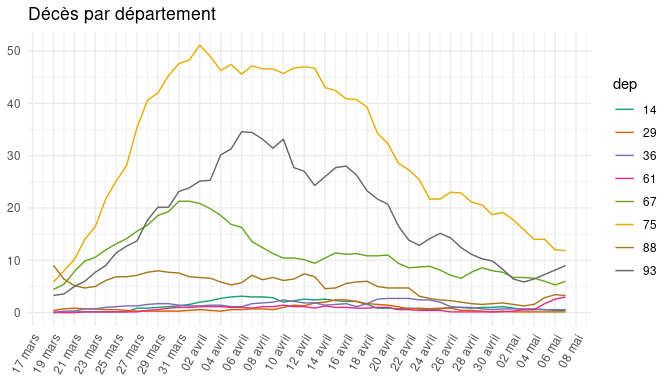 Décès par département
50
40
30
20
10
0
17 mars
19 mars
21 mars
23 mars
25 mars
27 mars
29 mars
31 mars
02 avril
04 avril
06 avril
08 avril
10 avril
12 avril
14 avril
16 avril
18 avril
20 avril
22 avril
24 avril
26 avril
28 avril
30 avril
02 mai
04 mai
06 mai
08 mai
dep
14
29
36
61
67
75
88
93